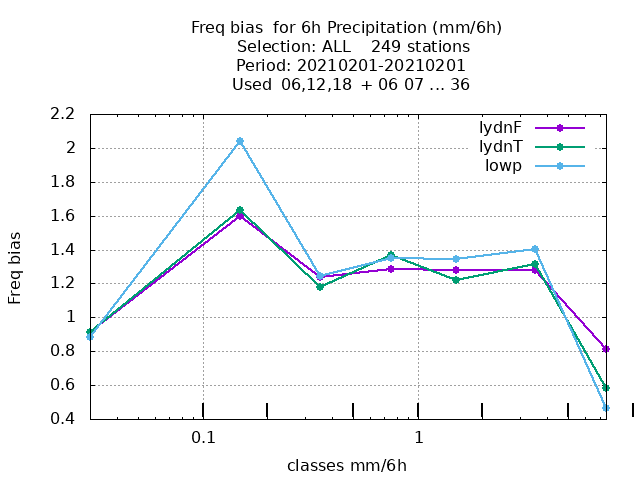 Freq bias  for 6h Precipitation (mm/6h)
Selection: ALL    249 stations
Period: 20210201-20210201
Used  06,12,18  + 06 07 ... 36
2.2
2
1.8
1.6
1.4
1.2
1
0.8
0.6
0.4
Freq bias
lydnF
lydnT
lowp
0.1
1
classes mm/6h